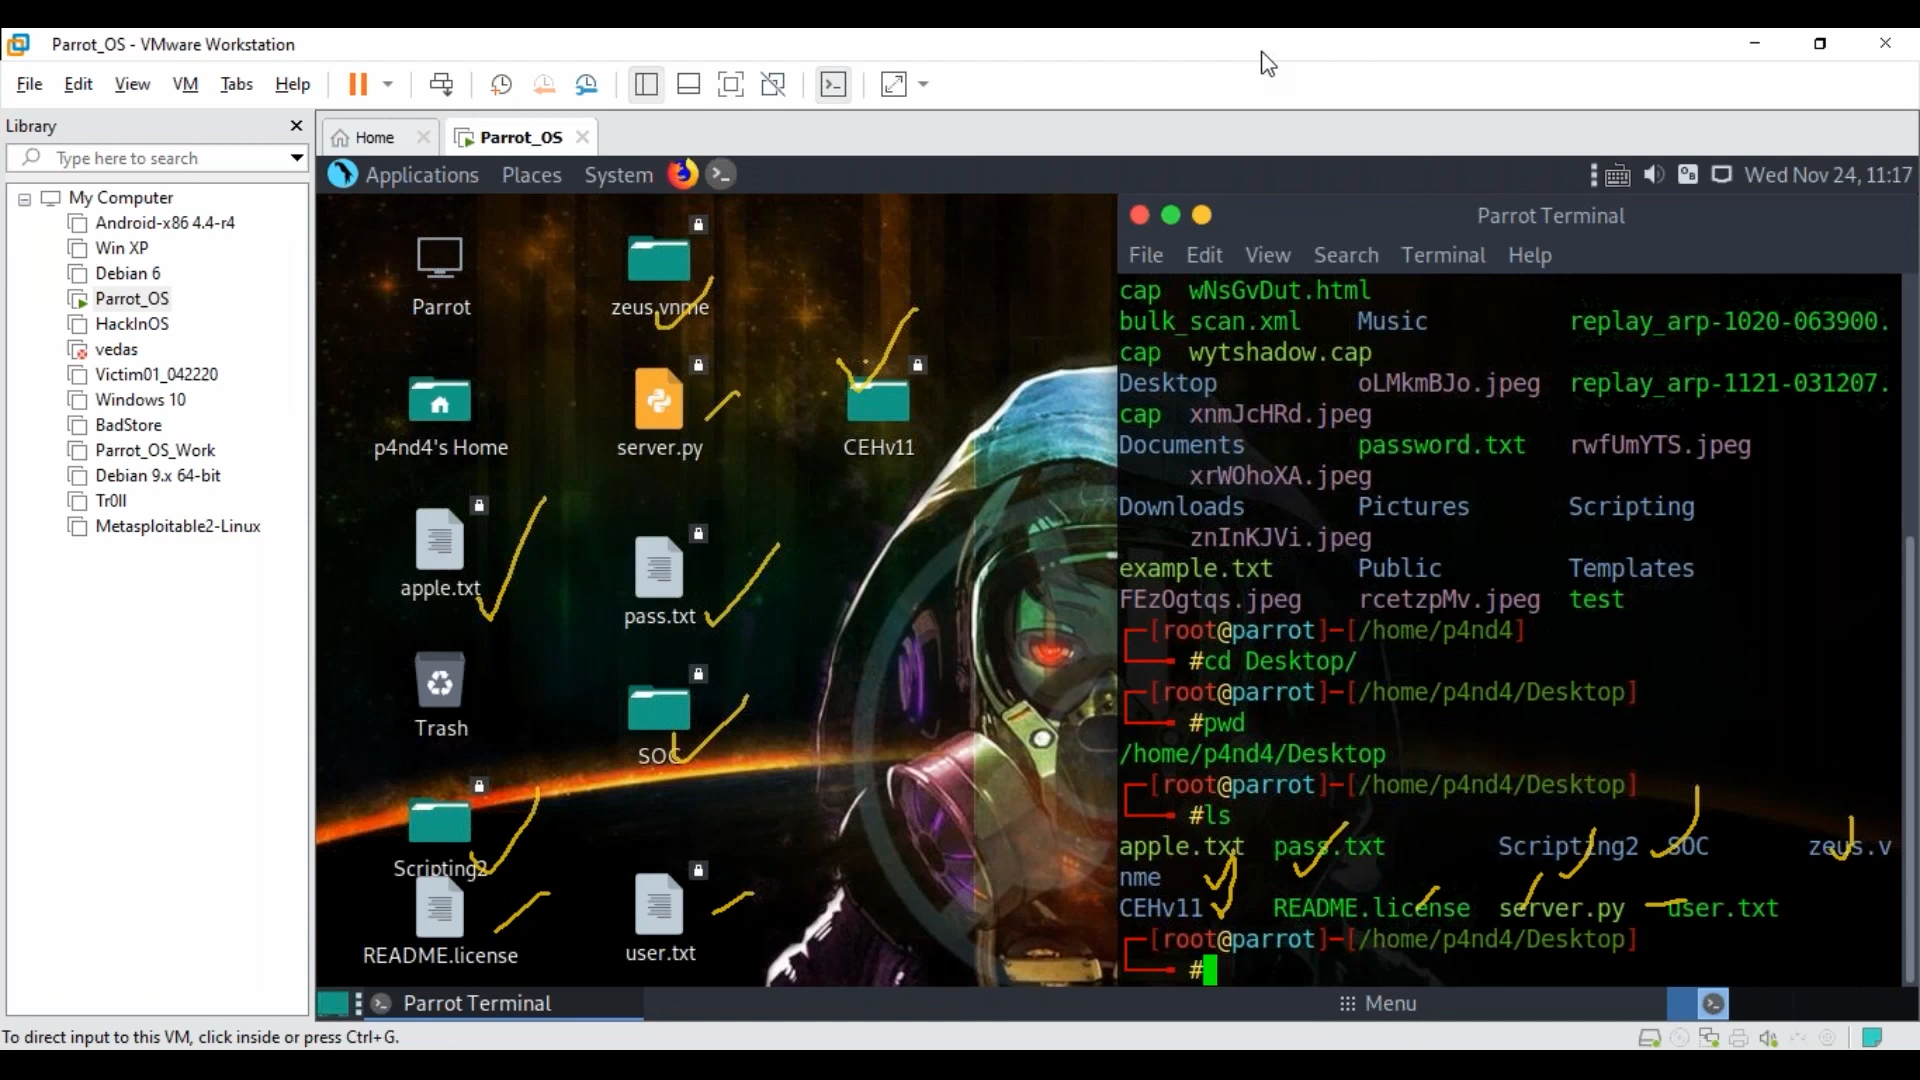 Parrot_OS - VMware Workstation
File Edit View VM Tabs Help
Library
Type here to search
My Computer
Android-x86 4.4-r4
Win XP
Debian 6
Parrot_OS
HackInOS
vedas
Victim01_042220
Windows 10
BadStore
Parrot_OS_Work
Debian 9.x 64-bit
Tr0ll
Metasploitable2-Linux
Home Parrot_OS
Applications Places System Wed Nov 24, 11:17
Parrot
zeus.vnme
p4nd4's Home
server.py
CEHv11
apple.txt
pass.txt
Trash
SOC
Scripting2
README.license
user.txt
Parrot Terminal
File Edit View Search Terminal Help
cap wNsGvDut.html
bulk_scan.xml Music replay_arp-1020-063900.
cap wytshadow.cap
Desktop oLMkmBJo.jpeg replay_arp-1121-031207.
cap xnmJcHRd.jpeg
Documents password.txt rwfUmYTS.jpeg
xrWOhoXA.jpeg
Downloads Pictures Scripting
znInKJVi.jpeg
example.txt Public Templates
FEzOgtqs.jpeg rcetzpMv.jpeg test
[root@parrot]-[/home/p4nd4]
#cd Desktop/
[root@parrot]-[/home/p4nd4/Desktop]
#pwd
/home/p4nd4/Desktop
[root@parrot]-[/home/p4nd4/Desktop]
#ls
apple.txt pass.txt Scripting2 SOC zeus.v
nme
CEHv11 README.license server.py user.txt
[root@parrot]-[/home/p4nd4/Desktop]
#
Parrot Terminal Menu
To direct input to this VM, click inside or press Ctrl+G.